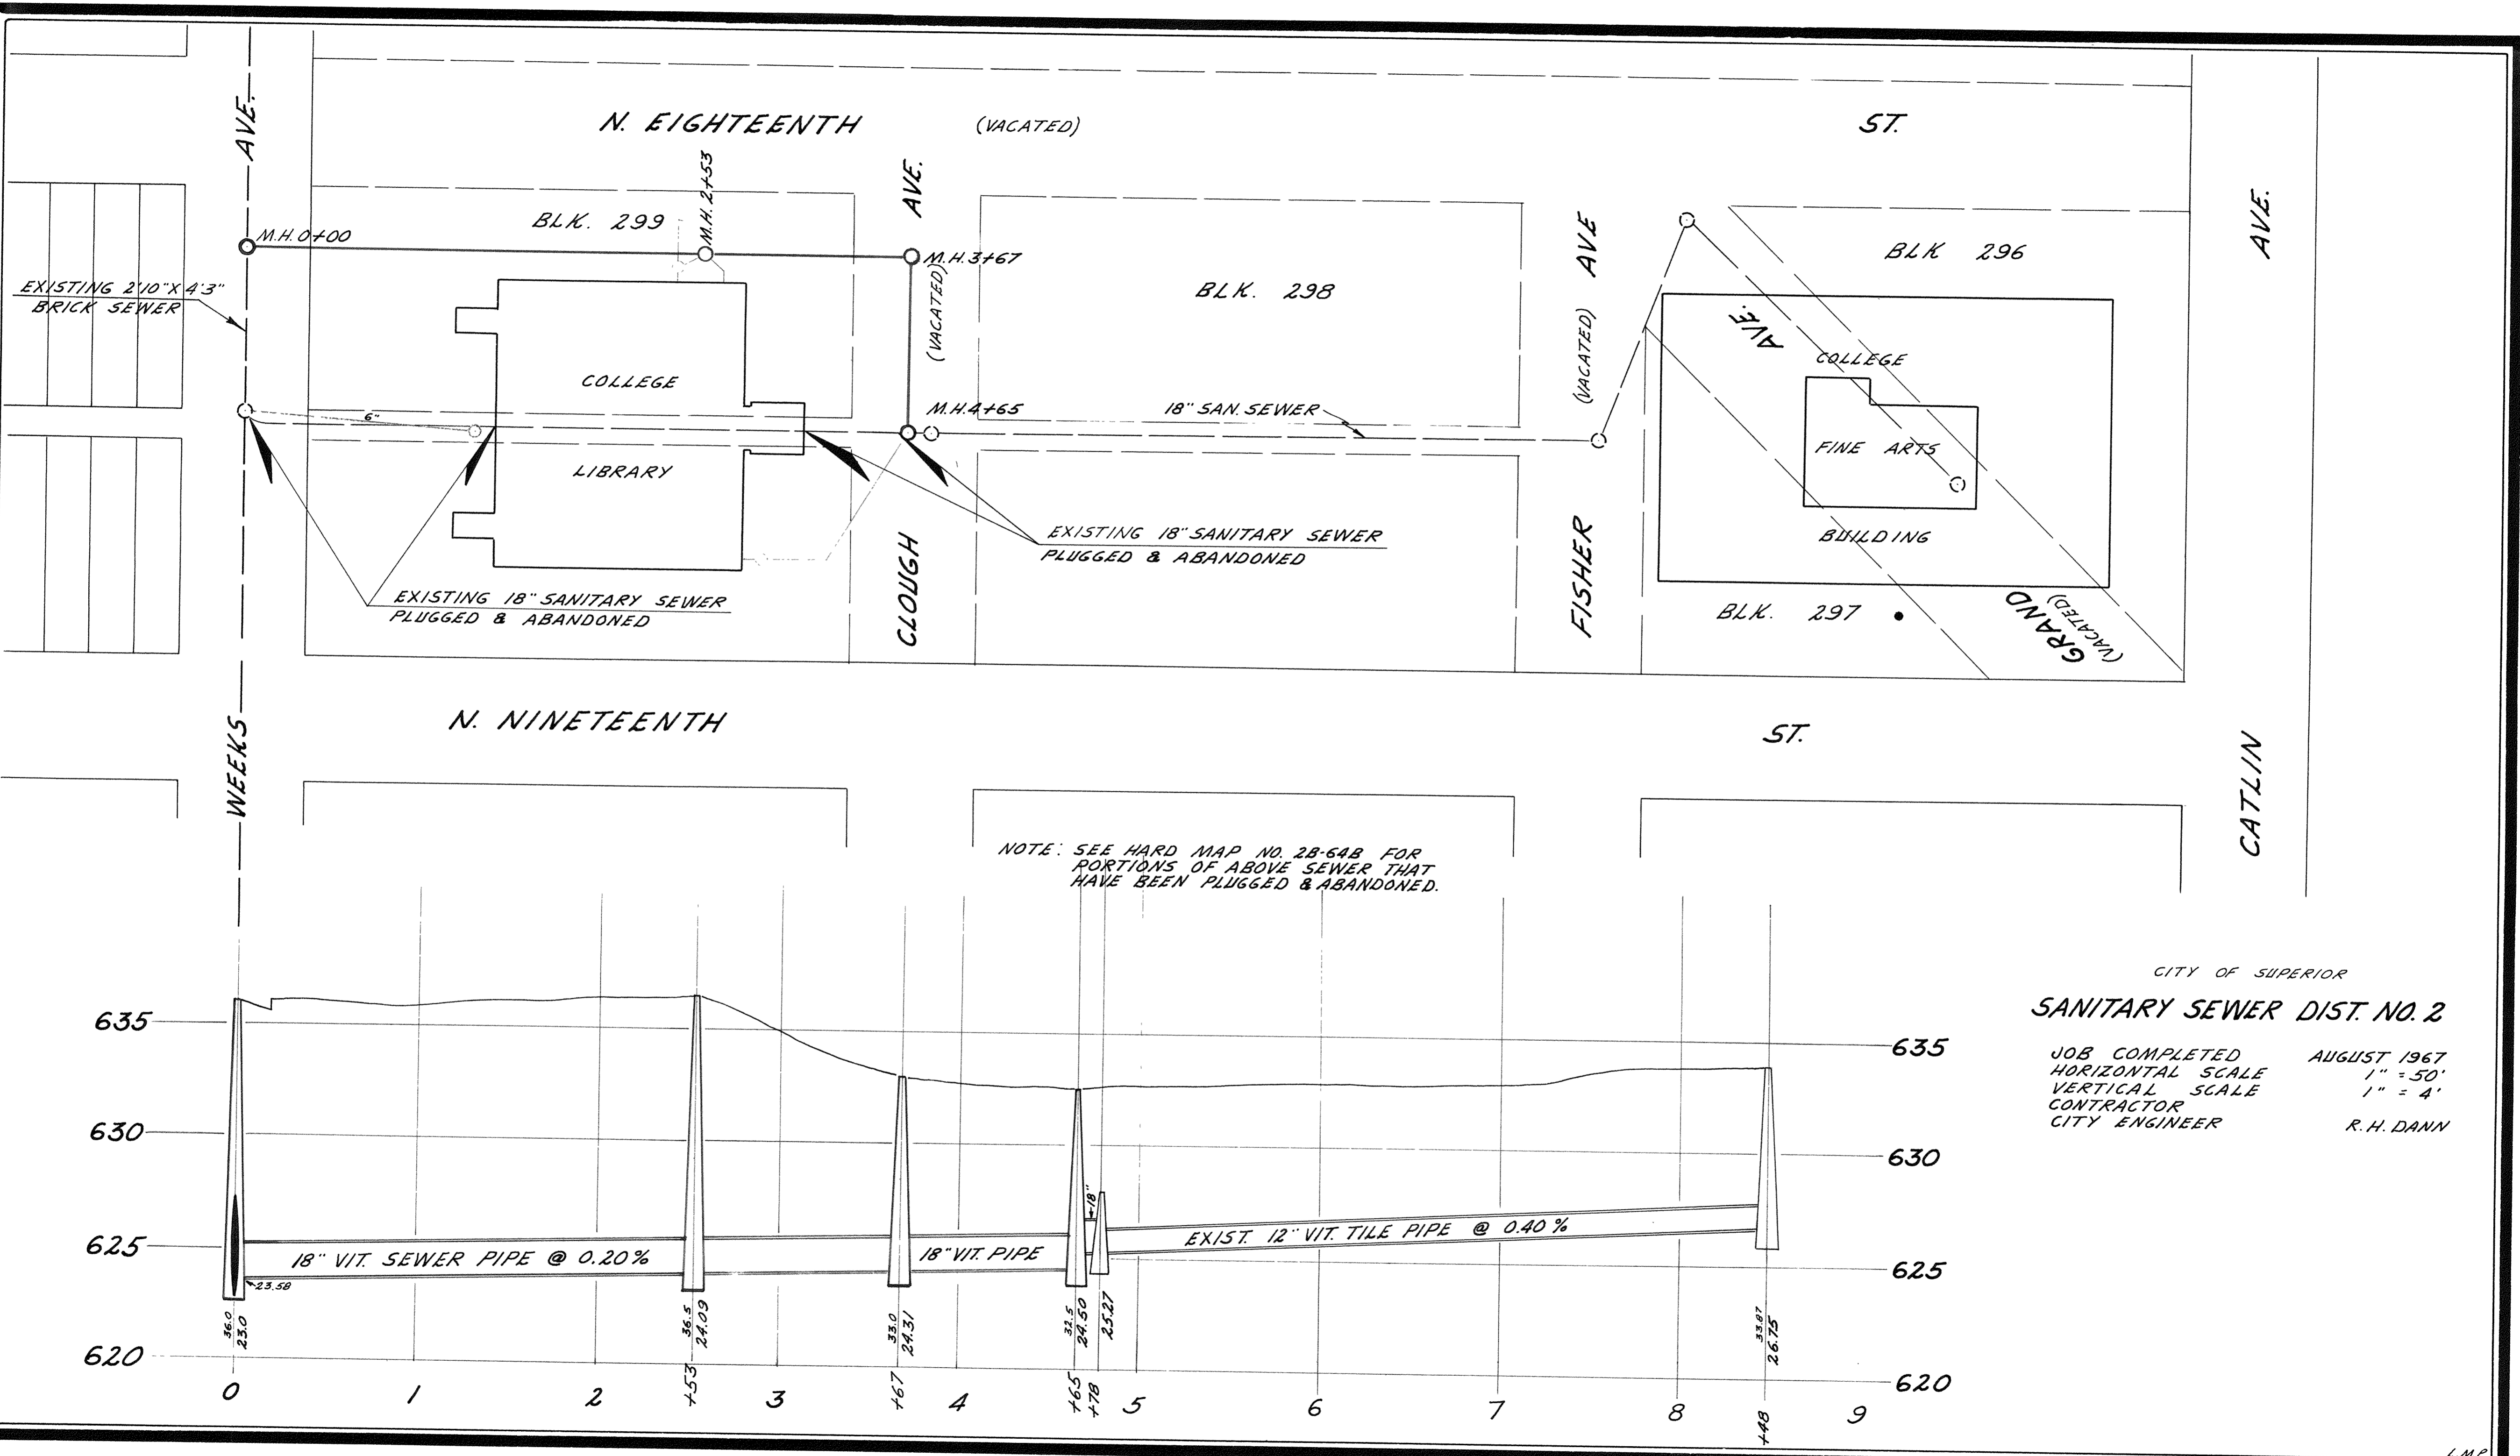 N. EIGHTEENTH (VACATED) ST.
WEEKS AVE.
M.H. 0+00
BLK. 299
M.H. 2+53
CLOUGH AVE.
(VACATED)
M.H. 3+67
BLK. 298
FISHER AVE
(VACATED)
BLK 296
CATLIN AVE.
EXISTING 2'10" X 4'3"
BRICK SEWER
COLLEGE
LIBRARY
6"
M.H. 4+65
18" SAN. SEWER
GRAND AVE.
(VACATED)
COLLEGE
FINE ARTS
BUILDING
BLK. 297
EXISTING 18" SANITARY SEWER
PLUGGED & ABANDONED
EXISTING 18" SANITARY SEWER
PLUGGED & ABANDONED
N. NINETEENTH ST.
NOTE: SEE HARD MAP NO. 2B-64B FOR
PORTIONS OF ABOVE SEWER THAT
HAVE BEEN PLUGGED & ABANDONED.
CITY OF SUPERIOR
SANITARY SEWER DIST. NO. 2
JOB COMPLETED AUGUST 1967
HORIZONTAL SCALE 1" = 50'
VERTICAL SCALE 1" = 4'
CONTRACTOR
CITY ENGINEER R.H. DANN
635 635
630 630
625 625
620 620
18" VIT. SEWER PIPE @ 0.20%
18" VIT. PIPE
18"
EXIST. 12" VIT. TILE PIPE @ 0.40%
23.58
36.0
23.0
36.5
24.09
33.0
24.31
32.5
24.50
25.27
33.87
26.75
0 1 2 +53 3 +67 4 +65 +78 5 6 7 8 +48 9
L.M.P.